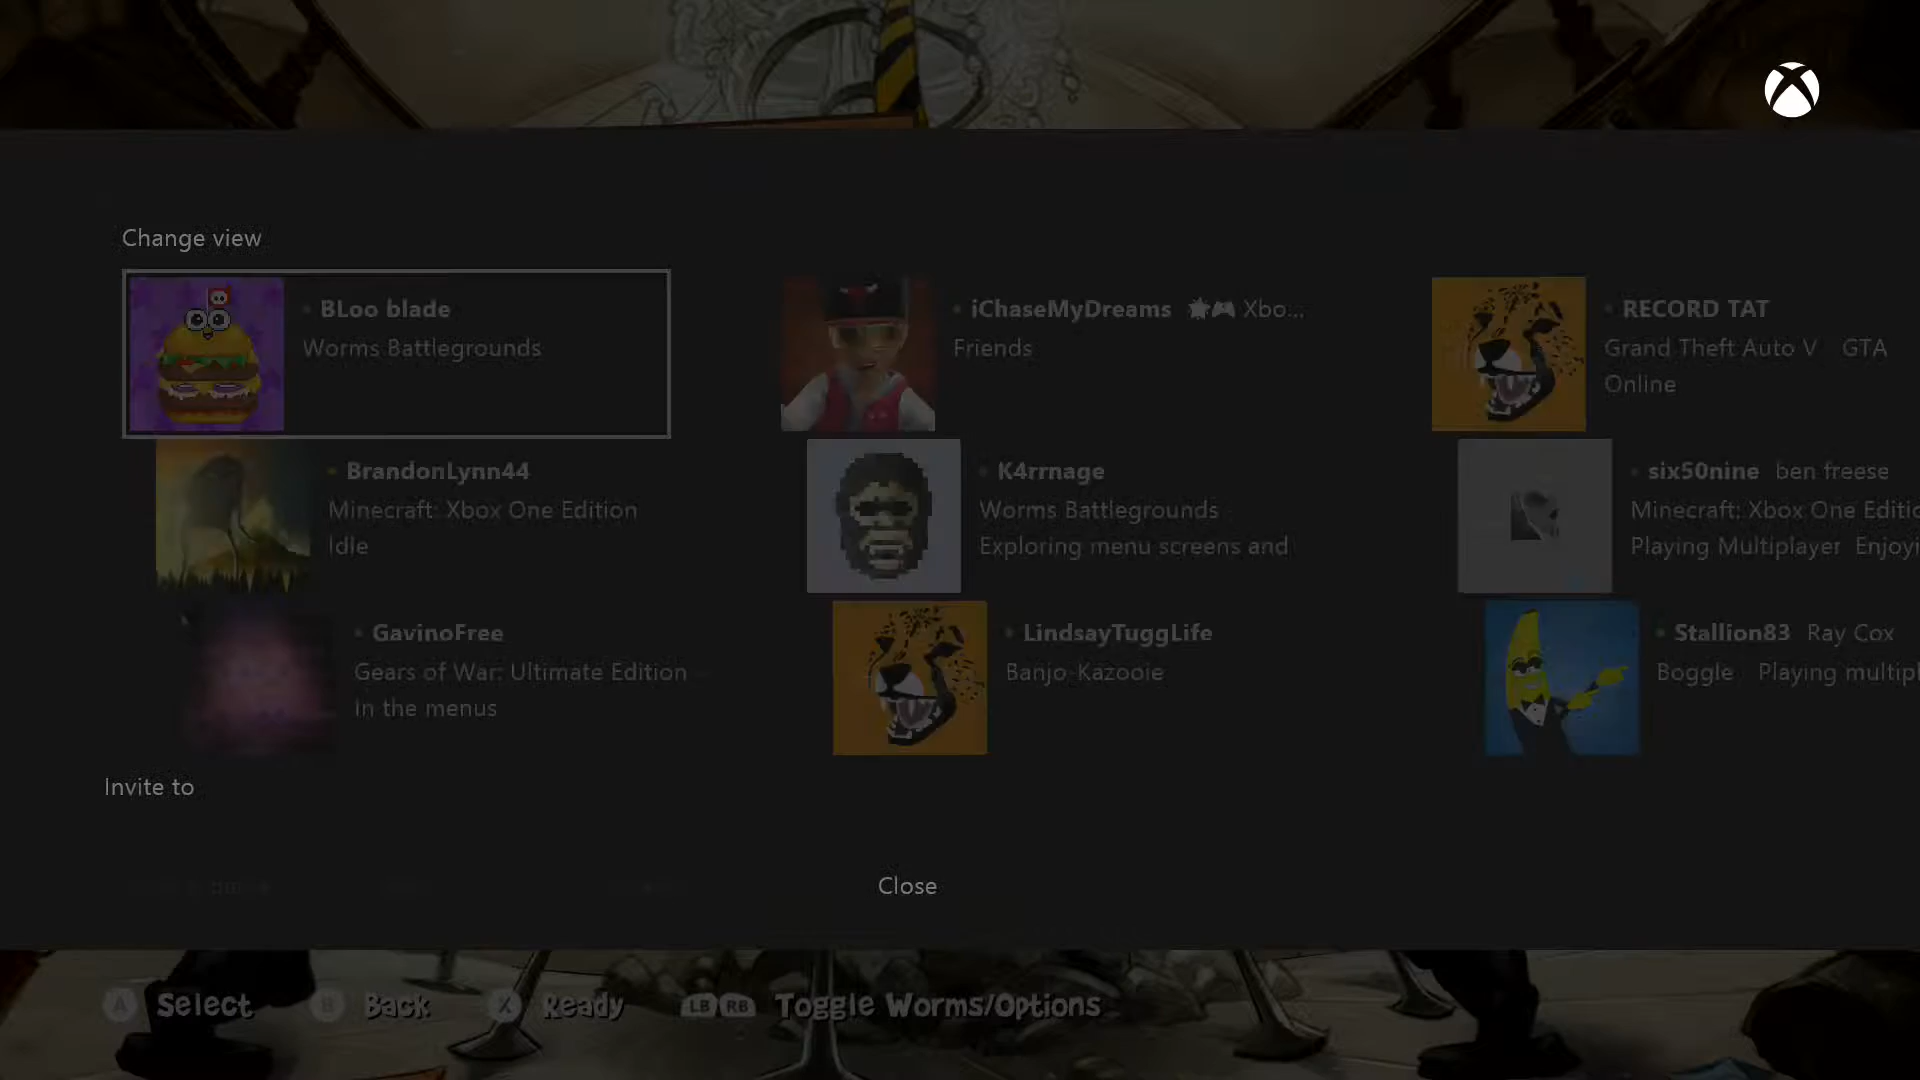 Change view
BLoo blade
Worms Battlegrounds
iChaseMyDreams Xbo...
Friends
RECORD TAT
Grand Theft Auto V GTA
Online
BrandonLynn44
Minecraft: Xbox One Edition
Idle
K4rrnage
Worms Battlegrounds
Exploring menu screens and
six50nine ben freese
Minecraft: Xbox One Editio
Playing Multiplayer Enjoyi
GavinoFree
Gears of War: Ultimate Edition
In the menus
LindsayTuggLife
Banjo-Kazooie
Stallion83 Ray Cox
Boggle Playing multipl
Invite to
Close
A Select B Back X Ready LB RB Toggle Worms/Options